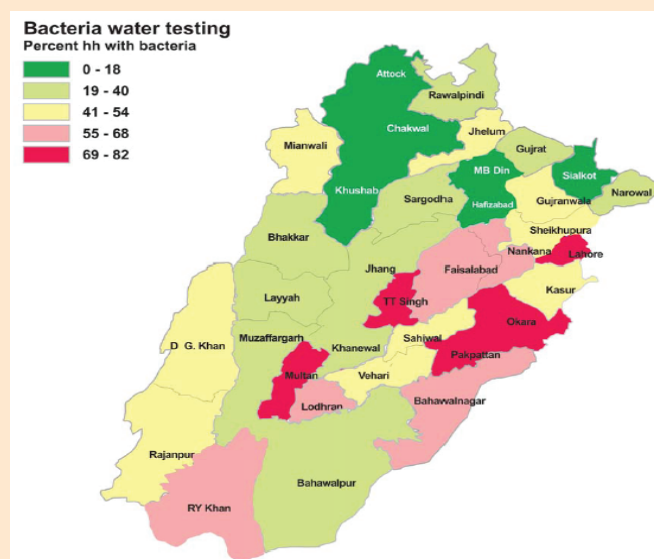 Bacteria water testing
Percent hh with bacteria
0 - 18
19 - 40
41 - 54
55 - 68
69 - 82
Attock
Rawalpindi
Chakwal
Jhelum
Mianwali
Gujrat
MB Din
Sialkot
Khushab
Sargodha
Hafizabad
Gujranwala
Narowal
Sheikhupura
Bhakkar
Nankana
Lahore
Jhang
Faisalabad
Kasur
Layyah
TT Singh
Okara
Muzaffargarh
Khanewal
Sahiwal
D G. Khan
Pakpattan
Multan
Vehari
Lodhran
Bahawalnagar
Rajanpur
Bahawalpur
RY Khan